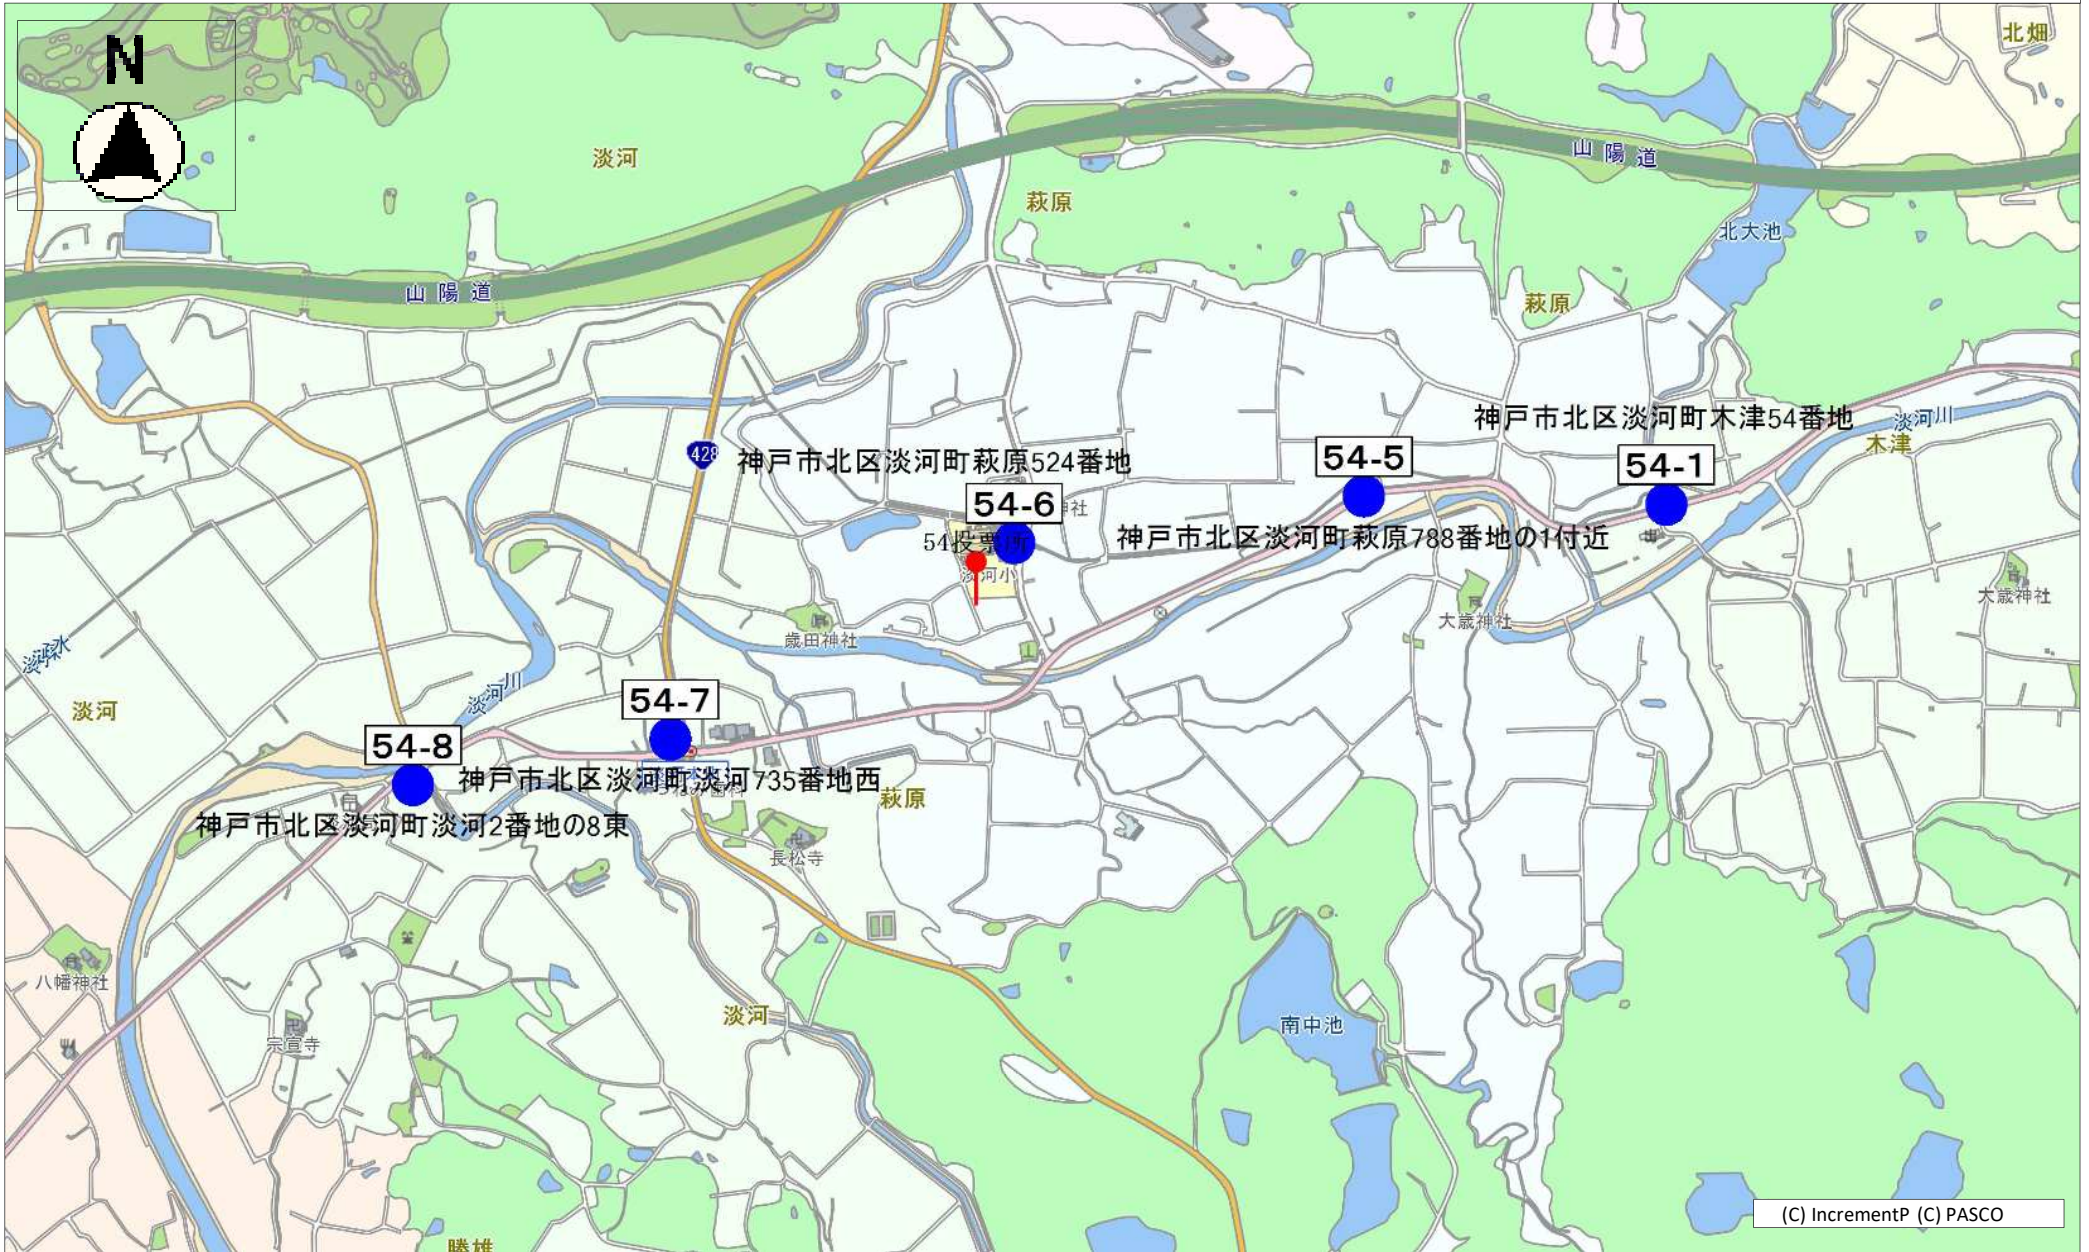 N
北畑
淡河
山陽道
萩原
北大池
山陽道
萩原
神戸市北区淡河町木津54番地
淡河川
木津
428
神戸市北区淡河町萩原524番地
54-5
54-1
54-6
神社
54投票所
神戸市北区淡河町萩原788番地の1付近
淡河小
大歳神社
大歳神社
歳田神社
淡河疎水
淡河川
淡河
54-7
54-8
神戸市北区淡河町淡河735番地西
萩原
神戸市北区淡河町淡河2番地の8東
長松寺
八幡神社
淡河
南中池
宗宣寺
(C) IncrementP (C) PASCO
勝雄